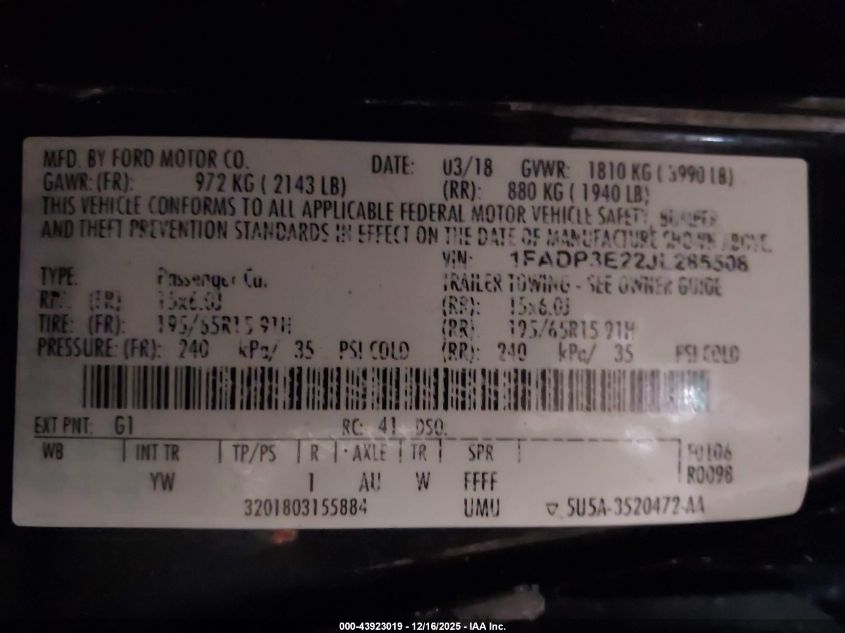 MFD. BY FORD MOTOR CO. DATE: 03/18 GVWR: 1810 KG ( 3990 LB)
GAWR: (FR): 972 KG ( 2143 LB) (RR): 880 KG ( 1940 LB)
THIS VEHICLE CONFORMS TO ALL APPLICABLE FEDERAL MOTOR VEHICLE SAFETY, BUMPER
AND THEFT PREVENTION STANDARDS IN EFFECT ON THE DATE OF MANUFACTURE SHOWN ABOVE.
VIN: 1FADP3E22JL285508
TYPE: Passenger Car TRAILER TOWING - SEE OWNER GUIDE
RIM: (FR) 15x6.0J (RR): 15x6.0J
TIRE: (FR): 195/65R15 91H (RR): 195/65R15 91H
PRESSURE: (FR): 240 kPa/ 35 PSI COLD (RR): 240 kPa/ 35 PSI COLD
EXT PNT: G1 RC: 41 DSO:
WB INT TR TP/PS R AXLE TR SPR F0106
YW 1 AU W FFFF R0098
3201803155884 UMU ▽ 5U5A-3520472-AA
000-43923019 - 12/16/2025 - IAA Inc.